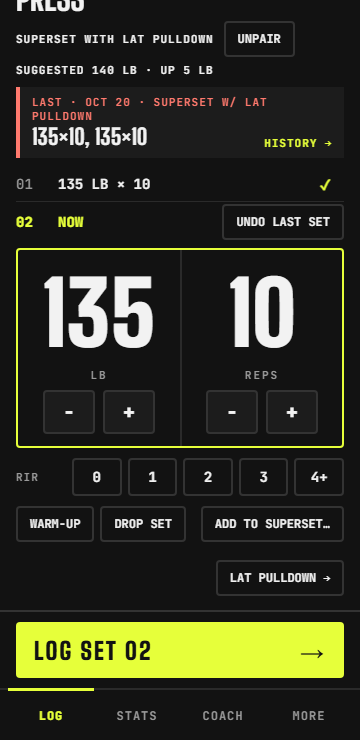 PRESS
SUPERSET WITH LAT PULLDOWN UNPAIR
SUGGESTED 140 LB · UP 5 LB
LAST · OCT 20 · SUPERSET W/ LAT
PULLDOWN
135×10, 135×10 HISTORY →
01 135 LB × 10 ✓
02 NOW UNDO LAST SET
135 10
LB REPS
- + - +
RIR 0 1 2 3 4+
WARM-UP DROP SET ADD TO SUPERSET…
LAT PULLDOWN →
LOG SET 02 →
LOG STATS COACH MORE